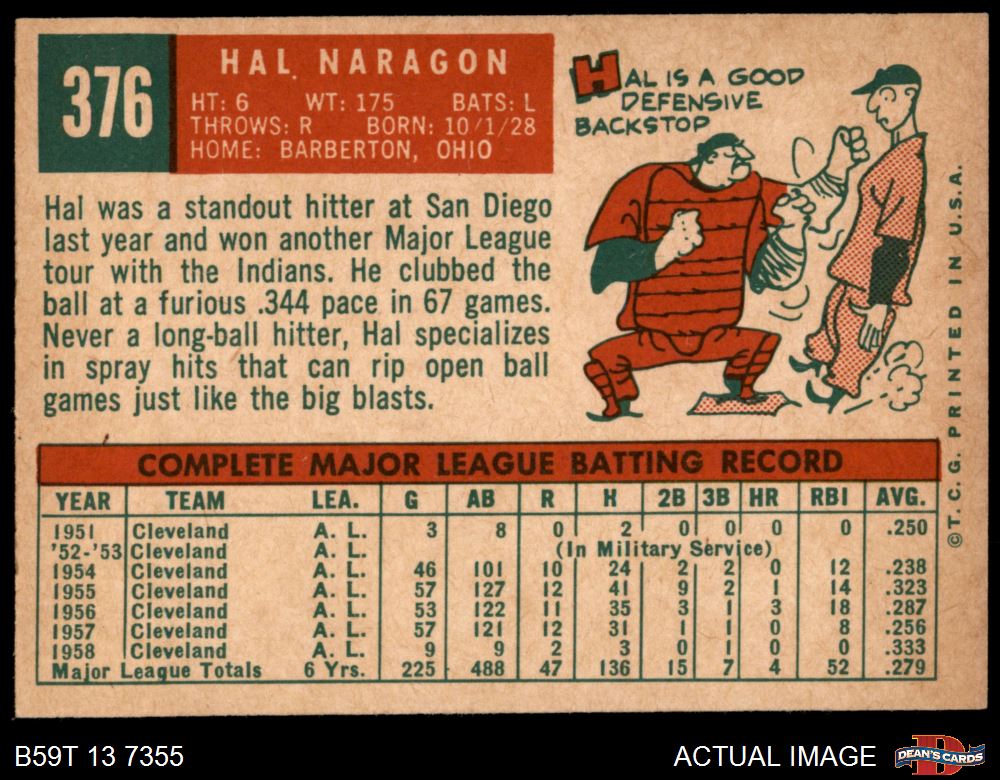 376
HAL NARAGON
HT: 6 WT: 175 BATS: L
THROWS: R BORN: 10/1/28
HOME: BARBERTON, OHIO
HAL IS A GOOD
DEFENSIVE
BACKSTOP
Hal was a standout hitter at San Diego
last year and won another Major League
tour with the Indians. He clubbed the
ball at a furious .344 pace in 67 games.
Never a long-ball hitter, Hal specializes
in spray hits that can rip open ball
games just like the big blasts.
©T. C. G. PRINTED IN U.S.A.
COMPLETE MAJOR LEAGUE BATTING RECORD
YEAR TEAM LEA. G AB R H 2B 3B HR RBI AVG.
1951 Cleveland A. L. 3 8 0 2 0 0 0 0 .250
'52-'53 Cleveland A. L. (In Military Service)
1954 Cleveland A. L. 46 101 10 24 2 2 0 12 .238
1955 Cleveland A. L. 57 127 12 41 9 2 1 14 .323
1956 Cleveland A. L. 53 122 11 35 3 1 3 18 .287
1957 Cleveland A. L. 57 121 12 31 1 1 0 8 .256
1958 Cleveland A. L. 9 9 2 3 0 1 0 0 .333
Major League Totals 6 Yrs. 225 488 47 136 15 7 4 52 .279
B59T 13 7355 ACTUAL IMAGE
DEAN'S CARDS